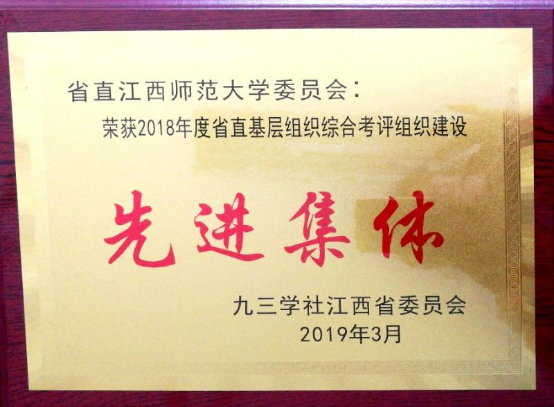 省直江西师范大学委员会：
荣获2018年度省直基层组织综合考评组织建设
先进集体
九三学社江西省委员会
2019年3月